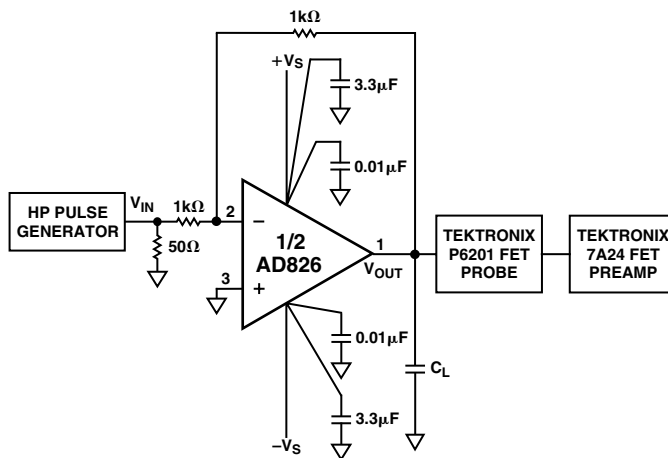 1kΩ
+VS
3.3µF
0.01µF
HP PULSE
GENERATOR
VIN
1kΩ
50Ω
2
–
1/2
AD826
3
+
1
VOUT
TEKTRONIX
P6201 FET
PROBE
TEKTRONIX
7A24 FET
PREAMP
0.01µF
CL
3.3µF
–VS